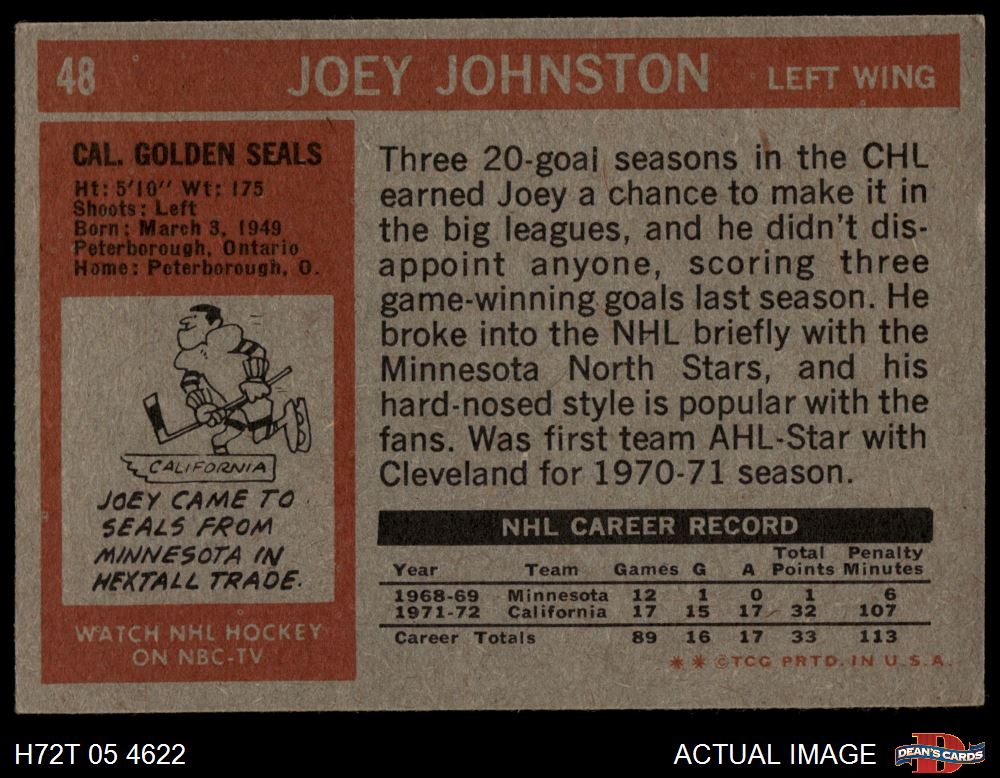 48 JOEY JOHNSTON LEFT WING
CAL. GOLDEN SEALS
Ht: 5'10" Wt: 175
Shoots: Left
Born: March 3, 1949
Peterborough, Ontario
Home: Peterborough, O.
CALIFORNIA
JOEY CAME TO
SEALS FROM
MINNESOTA IN
HEXTALL TRADE.
WATCH NHL HOCKEY
ON NBC-TV
Three 20-goal seasons in the CHL
earned Joey a chance to make it in
the big leagues, and he didn't dis-
appoint anyone, scoring three
game-winning goals last season. He
broke into the NHL briefly with the
Minnesota North Stars, and his
hard-nosed style is popular with the
fans. Was first team AHL-Star with
Cleveland for 1970-71 season.
NHL CAREER RECORD
Year Team Games G A Total Points Penalty Minutes
1968-69 Minnesota 12 1 0 1 6
1971-72 California 17 15 17 32 107
Career Totals 89 16 17 33 113
* * ©TCG PRTD. IN U.S.A.
H72T 05 4622
ACTUAL IMAGE
DEAN'S CARDS